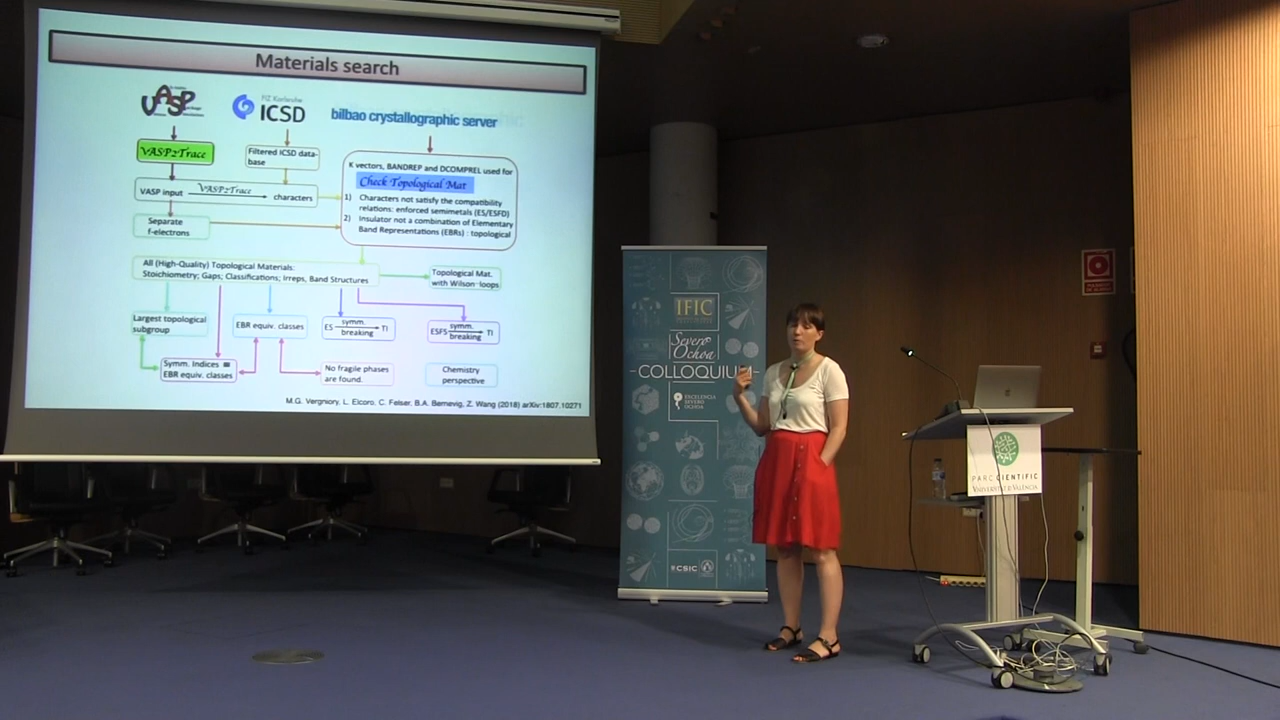 Materials search
VASP
FIZ Karlsruhe
ICSD
bilbao crystallographic server
VASP2Trace
Filtered ICSD data-
base
K vectors, BANDREP and DCOMPREL used for
Check Topological Mat
1) Characters not satisfy the compatibility
relations: enforced semimetals (ES/ESFD)
2) Insulator not a combination of Elementary
Band Representations (EBRs) : topological
VASP input VASP2Trace characters
Separate
f-electrons
All (High-Quality) Topological Materials:
Stoichiometry; Gaps; Classifications; Irreps, Band Structures
Topological Mat.
with Wilson-loops
Largest topological
subgroup
EBR equiv. classes
ES symm. breaking TI
ESFS symm. breaking TI
Symm. Indices =
EBR equiv. classes
No fragile phases
are found.
Chemistry
perspective
M.G. Vergniory, L. Elcoro, C. Felser, B.A. Bernevig, Z. Wang (2018) arXiv:1807.10271
IFIC
Severo
Ochoa
COLLOQUIUM
EXCELENCIA
SEVERO
OCHOA
CSIC
PARC CIENTÍFIC
UNIVERSITAT DE VALÈNCIA